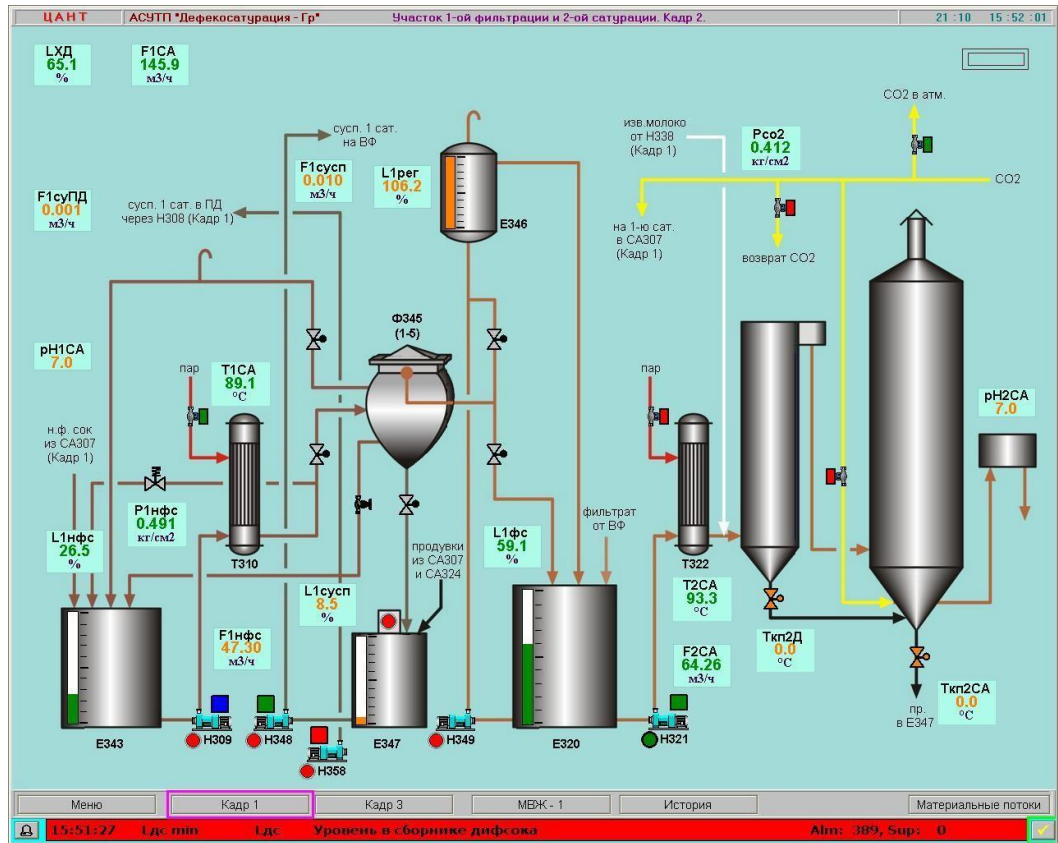 ЦАНТ
АСУТП "Дефекосатурация - Гр"
Участок 1-ой фильтрации и 2-ой сатурации. Кадр 2.
21 :10 15 :52 :01
LХД
65.1
%
F1СА
145.9
м3/ч
СО2 в атм.
сусп. 1 сат.
на ВФ
изв.молоко
от Н338
(Кадр 1)
Рсо2
0.412
кг/см2
F1сусп
0.010
м3/ч
L1рег
106.2
%
СО2
F1суПД
0.001
м3/ч
сусп. 1 сат. в ПД
через Н308 (Кадр 1)
Е346
на 1-ю сат.
в СА307
(Кадр 1)
возврат СО2
Ф345
(1-5)
рН1СА
7.0
пар
Т1СА
89.1
°С
пар
рН2СА
7.0
н.ф. сок
из СА307
(Кадр 1)
Р1нфс
0.491
кг/см2
L1нфс
26.5
%
Т310
продувки
из СА307
и СА324
L1фс
59.1
%
фильтрат
от ВФ
Т322
L1сусп
8.5
%
Т2СА
93.3
°С
F1нфс
47.30
м3/ч
Ткп2Д
0.0
°С
F2СА
64.26
м3/ч
Ткп2СА
0.0
°С
пр.
в Е347
Е343
Н309
Н348
Н358
Е347
Н349
Е320
Н321
Меню
Кадр 1
Кадр 3
МВЖ - 1
История
Материальные потоки
15:51:27 Lдс min Lдс Уровень в сборнике дифсока Alm: 389, Sup: 0